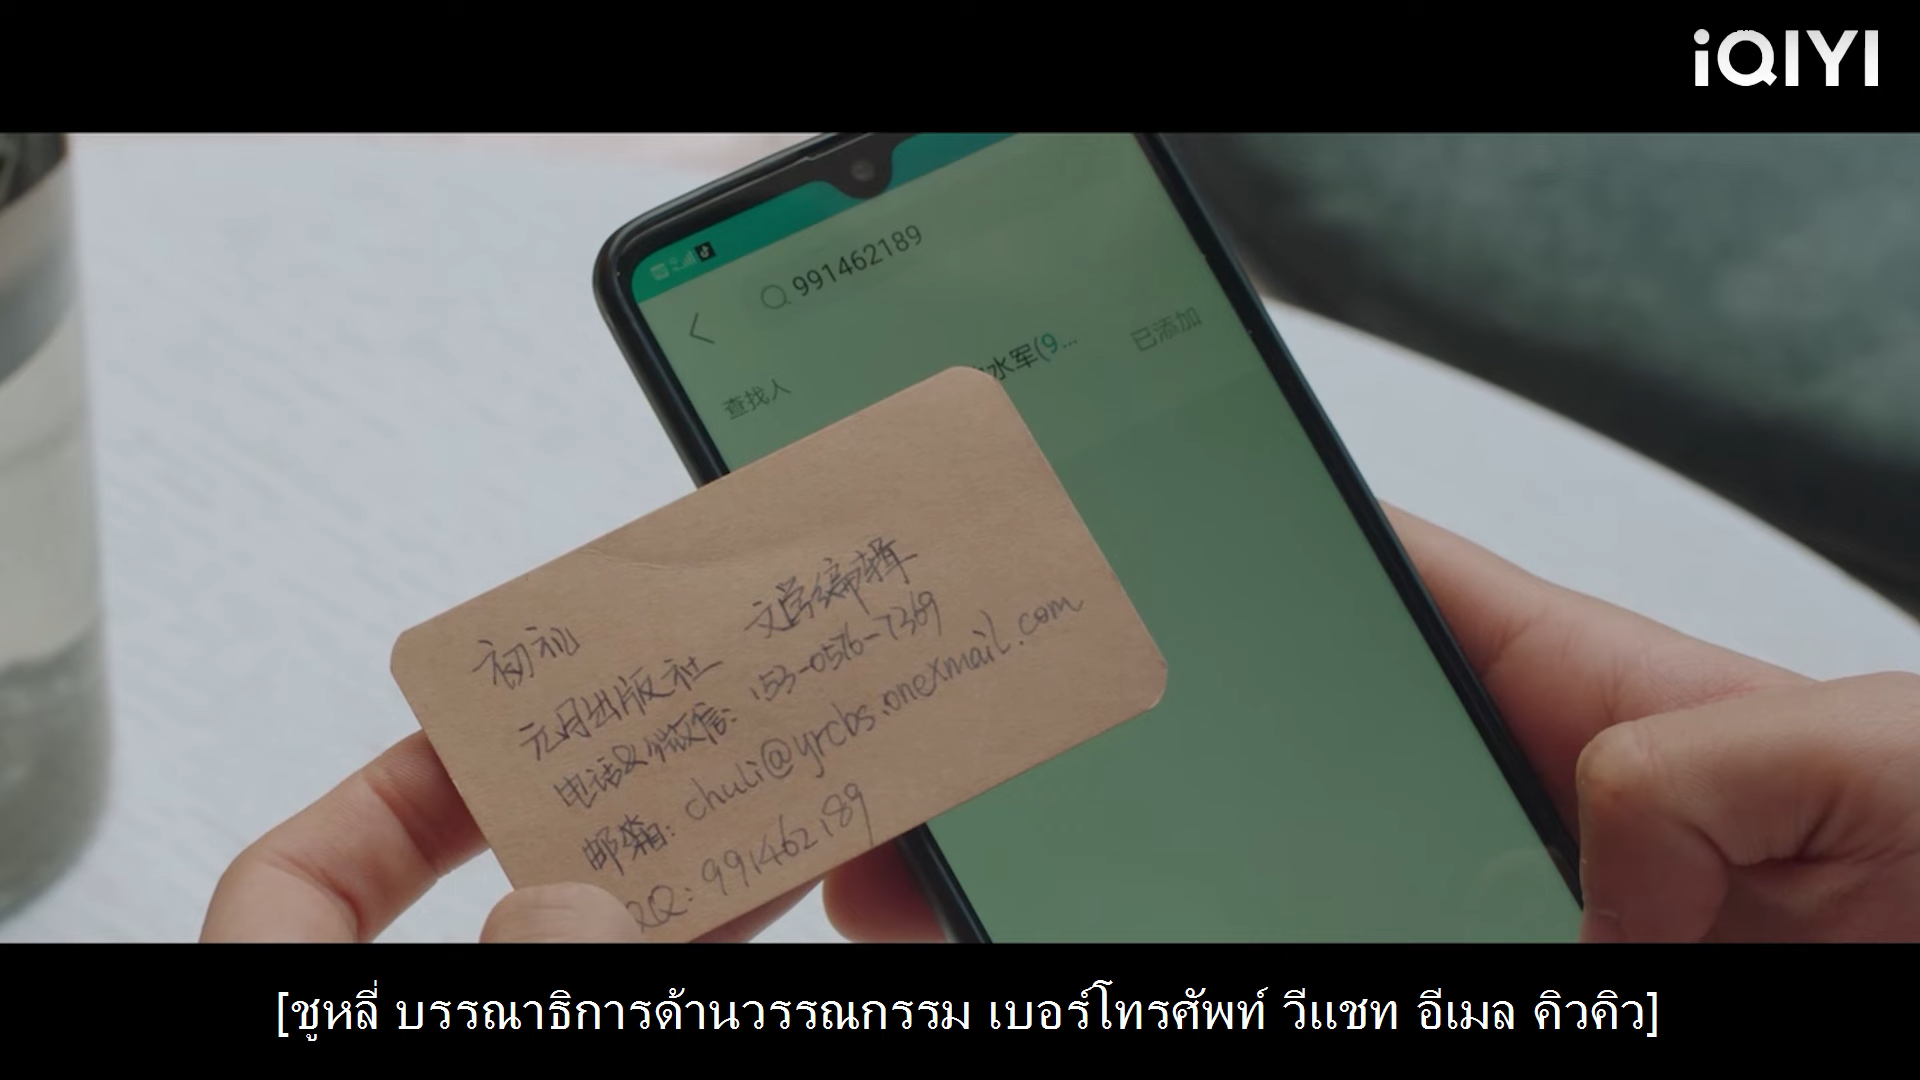 iQIYI
991462189
查找人
水军(9...
已添加
初礼 文学编辑
元月出版社
电话及微信: 153-0576-7369
邮箱: chuli@yrcbs.onexmail.com
QQ: 991462189
[ชูหลี่ บรรณาธิการด้านวรรณกรรม เบอร์โทรศัพท์ วีแชท อีเมล คิวคิว]